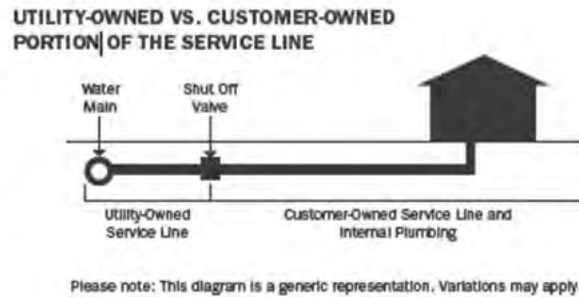 UTILITY-OWNED VS. CUSTOMER-OWNED
PORTION OF THE SERVICE LINE
Water
Main
Shut Off
Valve
Utility-Owned
Service Line
Customer-Owned Service Line and
Internal Plumbing
Please note: This diagram is a generic representation. Variations may apply